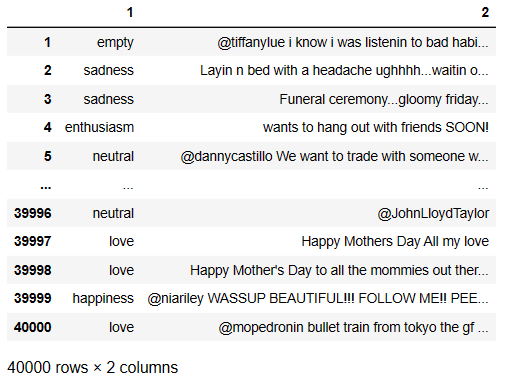 1 2
1 empty @tiffanylue i know i was listenin to bad habi...
2 sadness Layin n bed with a headache ughhhh...waitin o...
3 sadness Funeral ceremony...gloomy friday...
4 enthusiasm wants to hang out with friends SOON!
5 neutral @dannycastillo We want to trade with someone w...
... ... ...
39996 neutral @JohnLloydTaylor
39997 love Happy Mothers Day All my love
39998 love Happy Mother's Day to all the mommies out ther...
39999 happiness @niariley WASSUP BEAUTIFUL!!! FOLLOW ME!! PEE...
40000 love @mopedronin bullet train from tokyo the gf ...
40000 rows × 2 columns